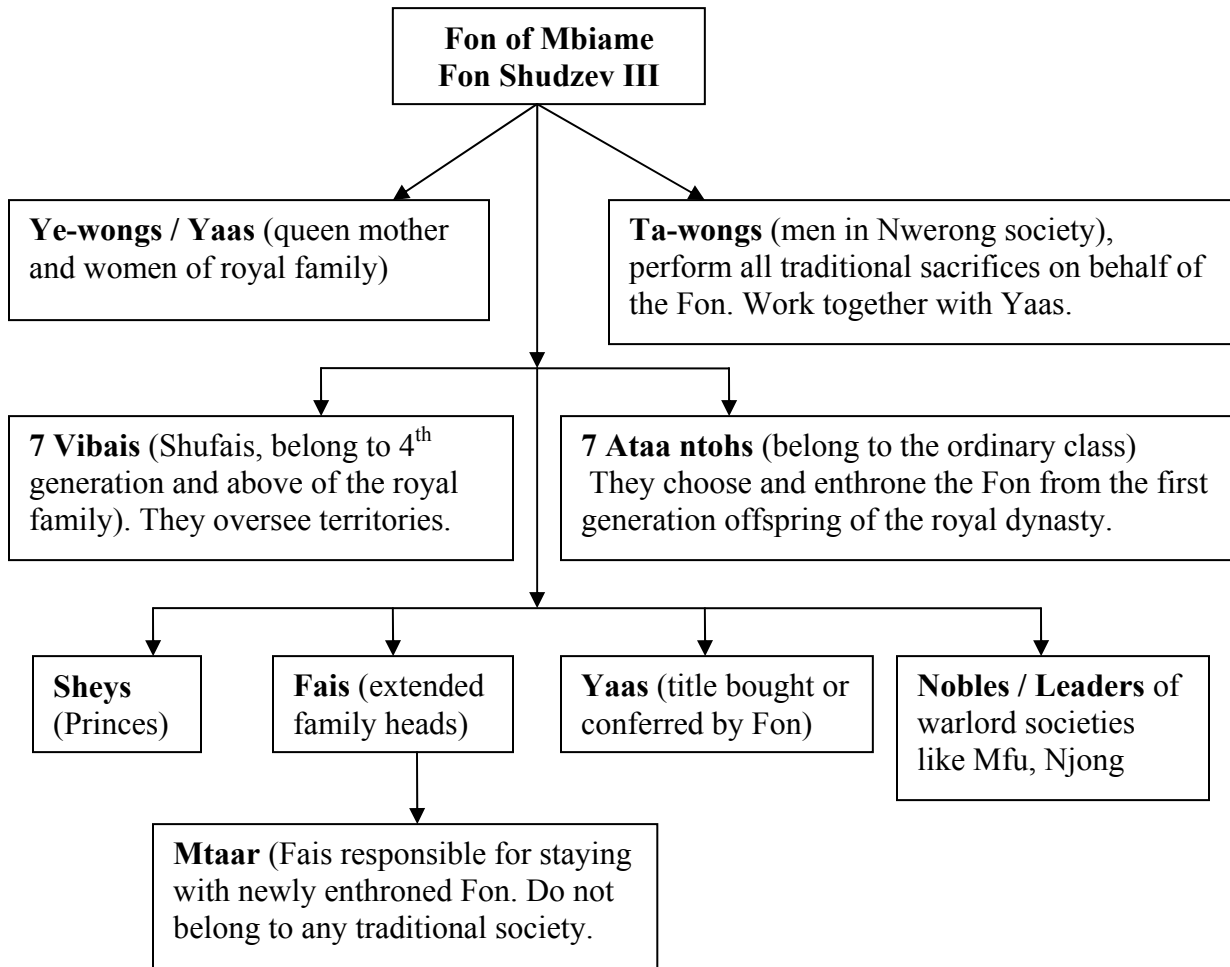 Fon of Mbiame
Fon Shudzev III
Ye-wongs / Yaas (queen mother
and women of royal family)
Ta-wongs (men in Nwerong society),
perform all traditional sacrifices on behalf of
the Fon. Work together with Yaas.
7 Vibais (Shufais, belong to 4th
generation and above of the royal
family). They oversee territories.
7 Ataa ntohs (belong to the ordinary class)
They choose and enthrone the Fon from the first
generation offspring of the royal dynasty.
Sheys
(Princes)
Fais (extended
family heads)
Yaas (title bought or
conferred by Fon)
Nobles / Leaders of
warlord societies
like Mfu, Njong
Mtaar (Fais responsible for staying
with newly enthroned Fon. Do not
belong to any traditional society.